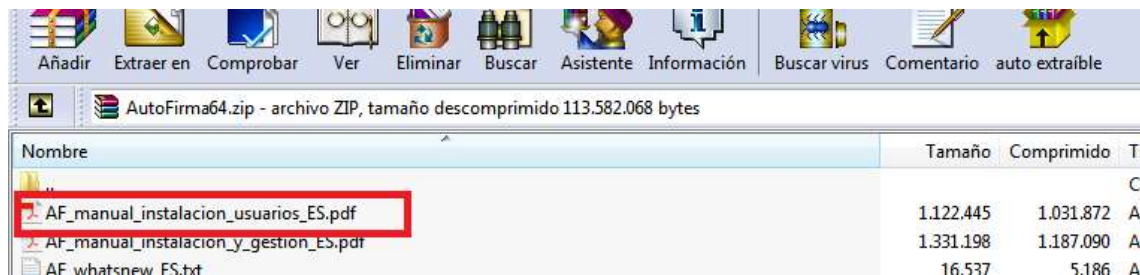 Añadir Extraer en Comprobar Ver Eliminar Buscar Asistente Información Buscar virus Comentario auto extraíble
AutoFirma64.zip - archivo ZIP, tamaño descomprimido 113.582.068 bytes
Nombre Tamaño Comprimido T
.. C
AF_manual_instalacion_usuarios_ES.pdf 1.122.445 1.031.872 A
AF_manual_instalacion_y_gestion_ES.pdf 1.331.198 1.187.090 A
AF_whatsnew_ES.txt 16.537 5.186 A